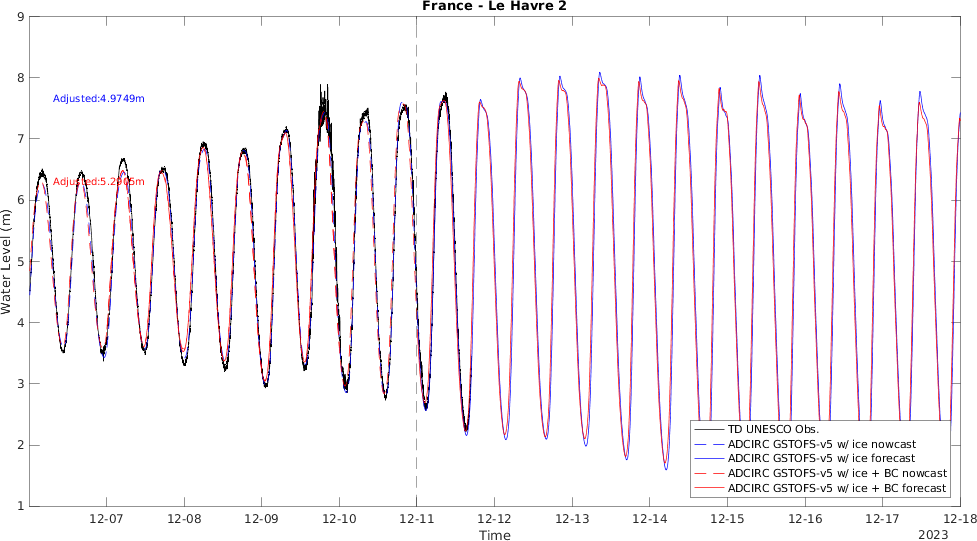 France - Le Havre 2
9
8
7
6
5
4
3
2
1
Water Level (m)
Adjusted:4.9749m
TD UNESCO Obs.
ADCIRC GSTOFS-v5 w/ ice nowcast
ADCIRC GSTOFS-v5 w/ ice forecast
ADCIRC GSTOFS-v5 w/ ice + BC nowcast
ADCIRC GSTOFS-v5 w/ ice + BC forecast
12-07 12-08 12-09 12-10 12-11 12-12 12-13 12-14 12-15 12-16 12-17 12-18
Time
2023